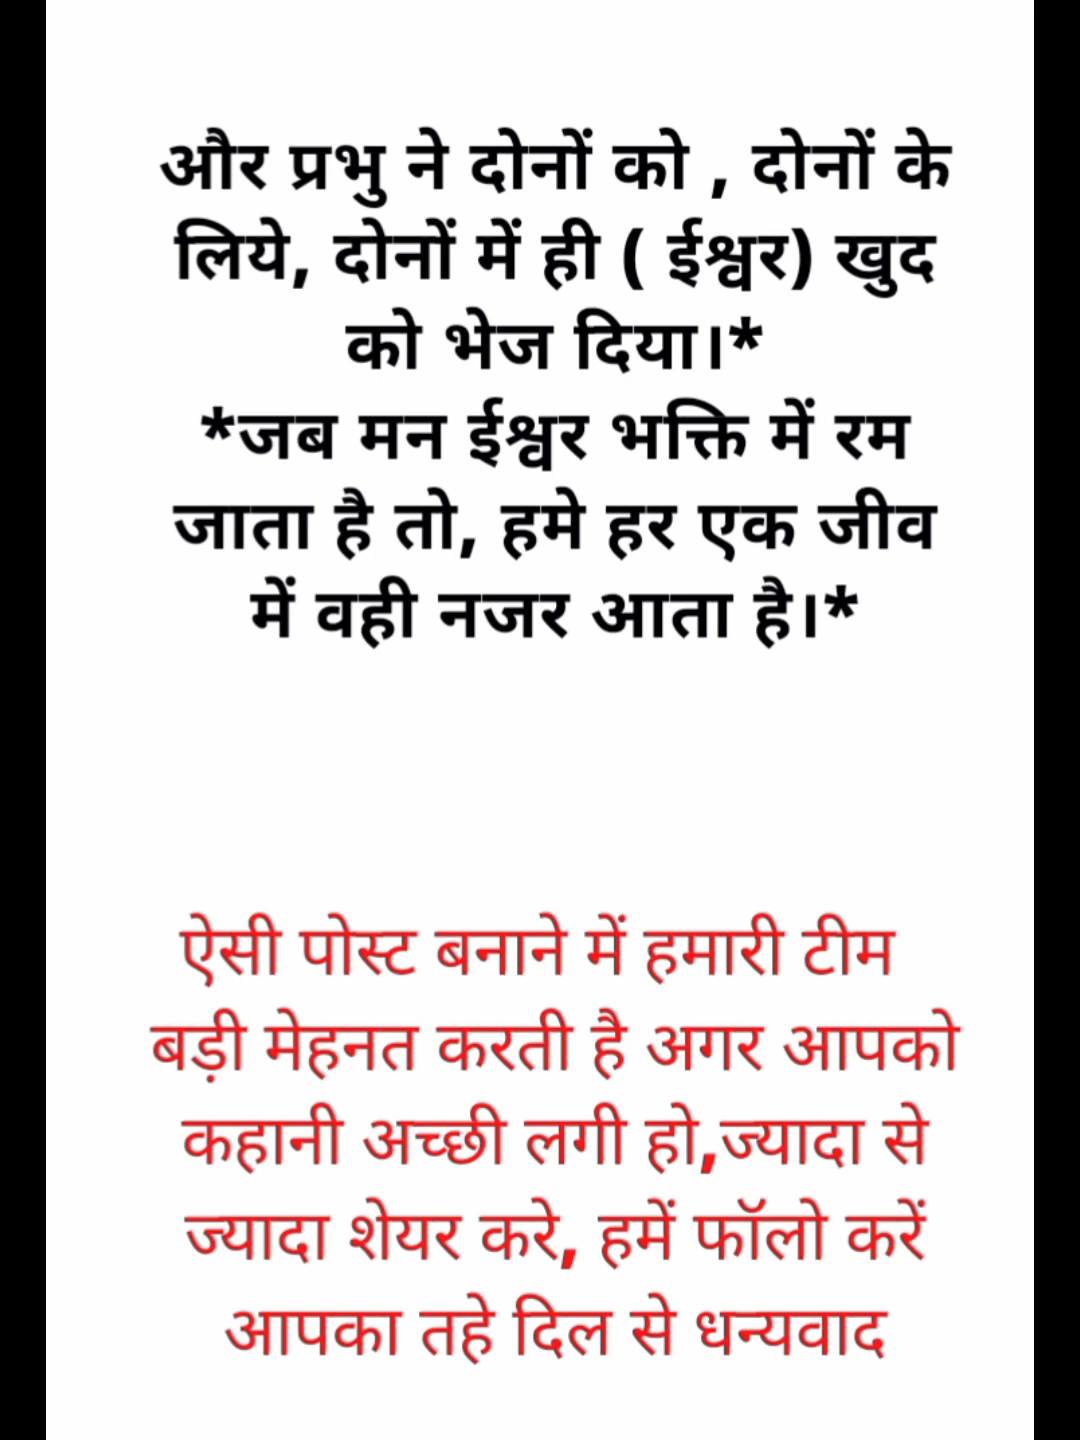 और प्रभु ने दोनों को , दोनों के
लिये, दोनों में ही ( ईश्वर) खुद
को भेज दिया।*
*जब मन ईश्वर भक्ति में रम
जाता है तो, हमे हर एक जीव
में वही नजर आता है।*
ऐसी पोस्ट बनाने में हमारी टीम
बड़ी मेहनत करती है अगर आपको
कहानी अच्छी लगी हो,ज्यादा से
ज्यादा शेयर करे, हमें फॉलो करें
आपका तहे दिल से धन्यवाद